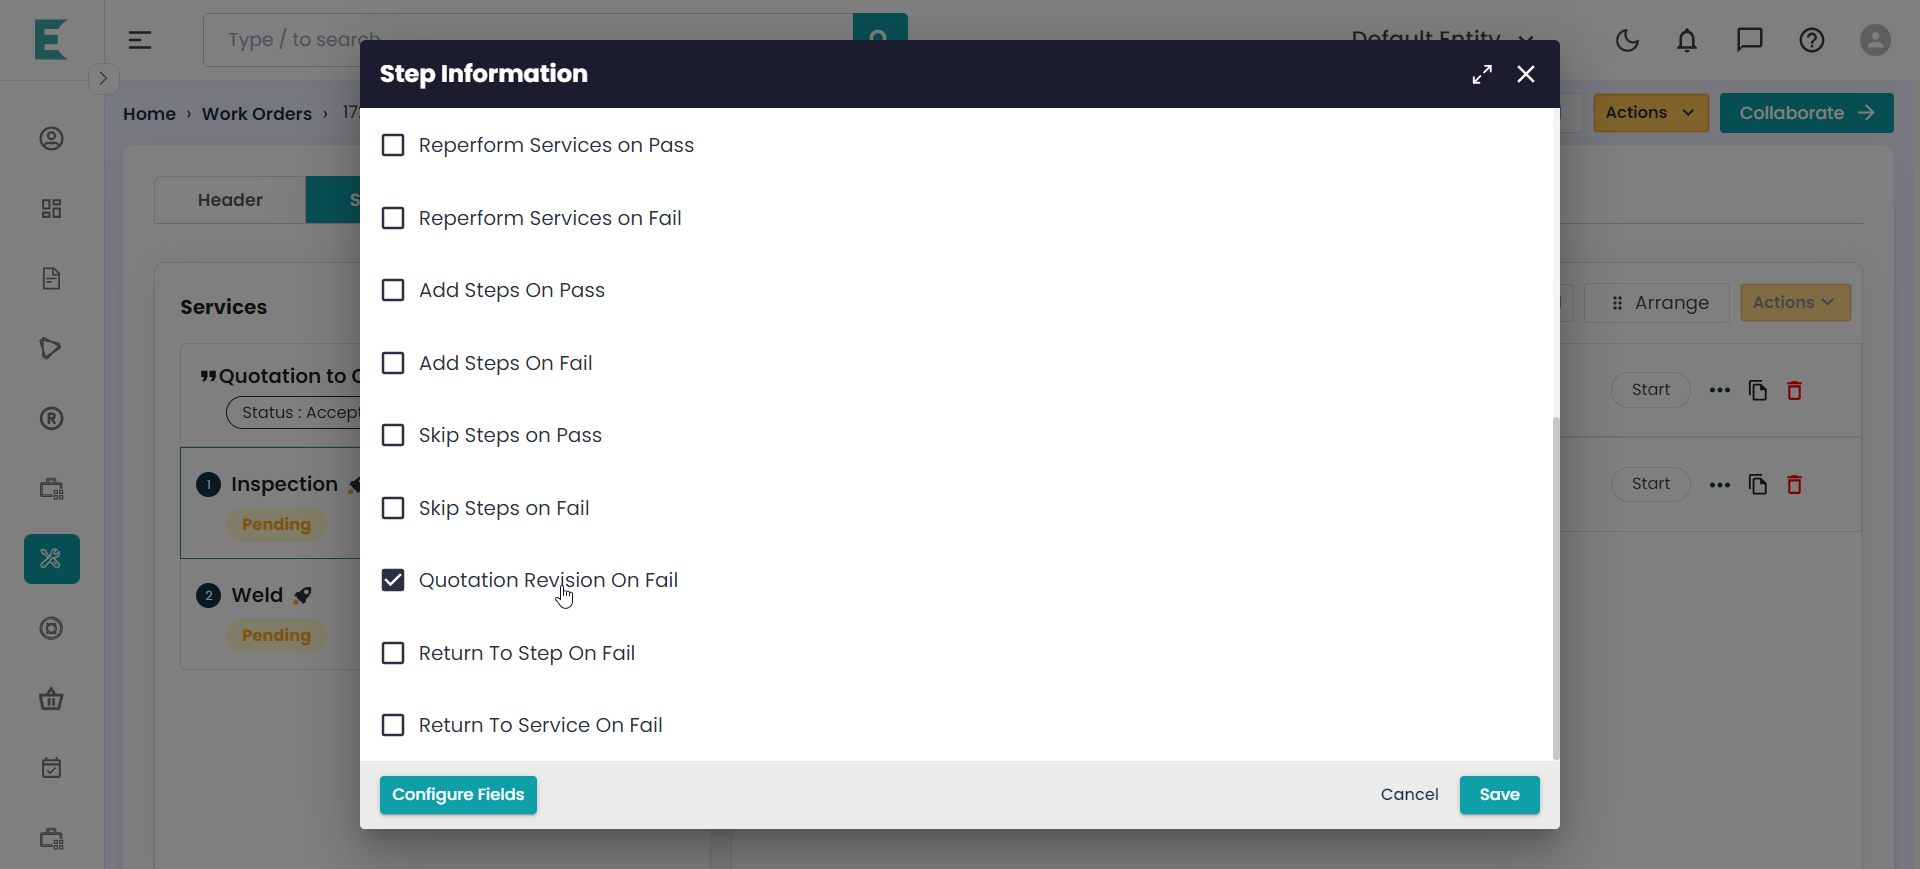 Type / to search
Default Entity
Step Information
Home › Work Orders › 17.
Actions
Collaborate
Header
S
Reperform Services on Pass
Reperform Services on Fail
Services
Add Steps On Pass
Arrange
Actions
Add Steps On Fail
Quotation to
Start
Status : Accept
Skip Steps on Pass
1 Inspection
Start
Skip Steps on Fail
Pending
Quotation Revision On Fail
2 Weld
Pending
Return To Step On Fail
Return To Service On Fail
Configure Fields
Cancel
Save